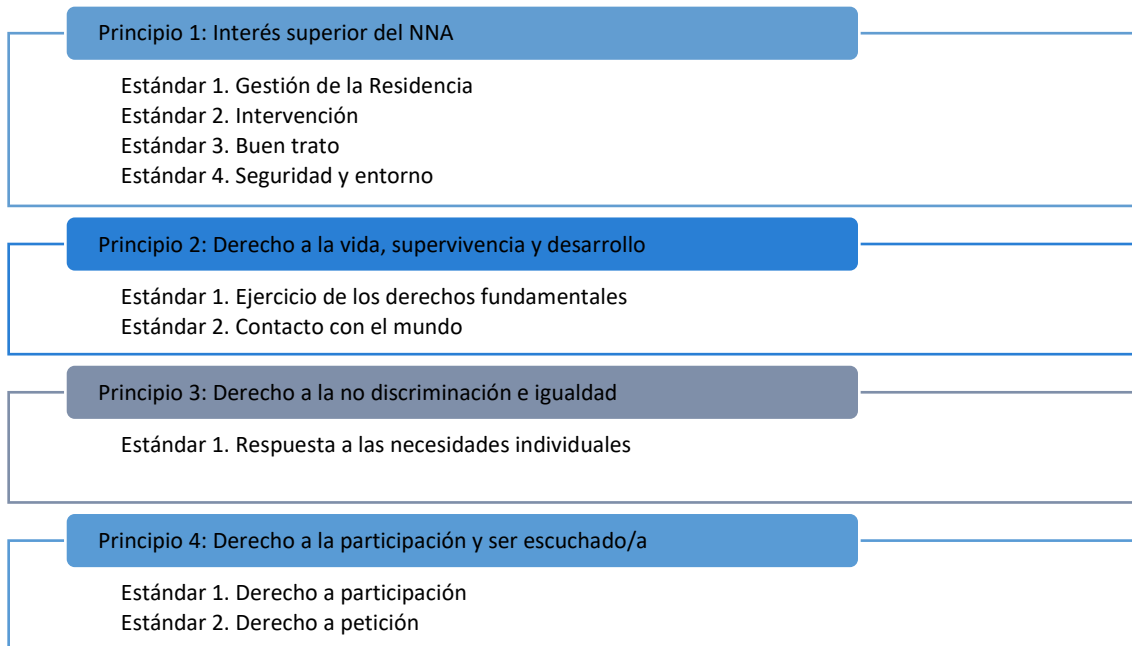 Principio 1: Interés superior del NNA
Estándar 1. Gestión de la Residencia
Estándar 2. Intervención
Estándar 3. Buen trato
Estándar 4. Seguridad y entorno
Principio 2: Derecho a la vida, supervivencia y desarrollo
Estándar 1. Ejercicio de los derechos fundamentales
Estándar 2. Contacto con el mundo
Principio 3: Derecho a la no discriminación e igualdad
Estándar 1. Respuesta a las necesidades individuales
Principio 4: Derecho a la participación y ser escuchado/a
Estándar 1. Derecho a participación
Estándar 2. Derecho a petición